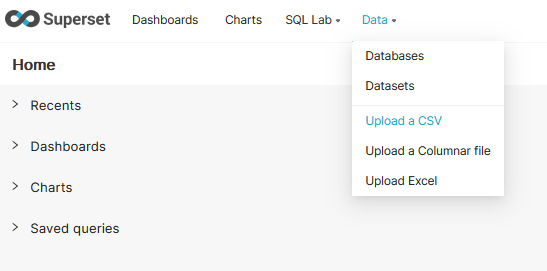 Superset Dashboards Charts SQL Lab Data
Databases
Home
Datasets
Recents
Upload a CSV
Dashboards
Upload a Columnar file
Charts
Upload Excel
Saved queries